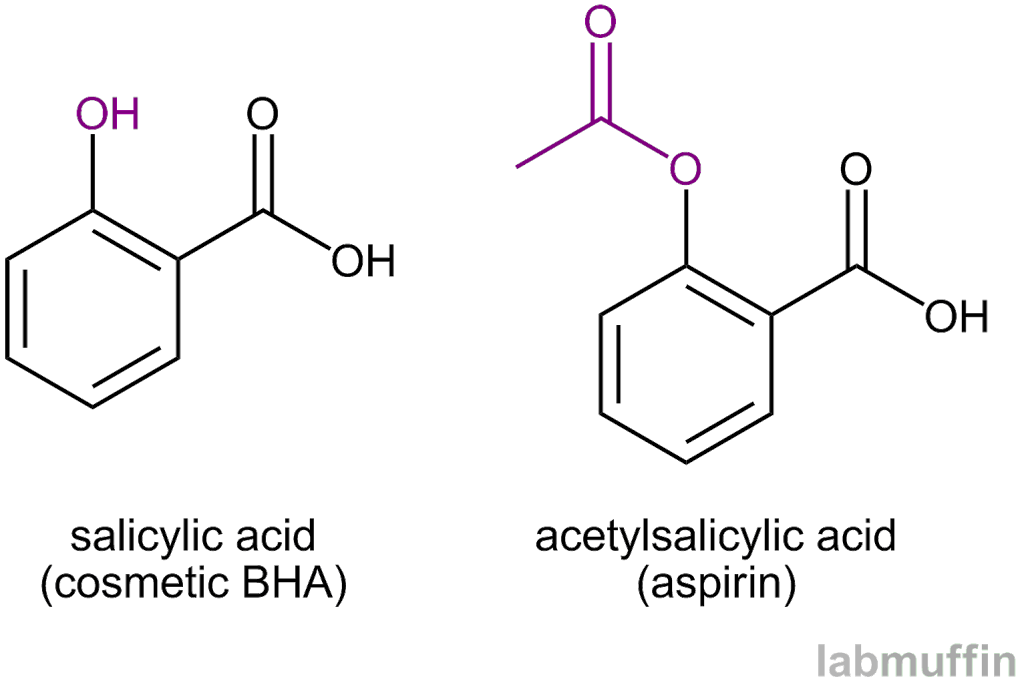 O
OH
O
O
O
OH
OH
salicylic acid
(cosmetic BHA)
acetylsalicylic acid
(aspirin)
labmuffin